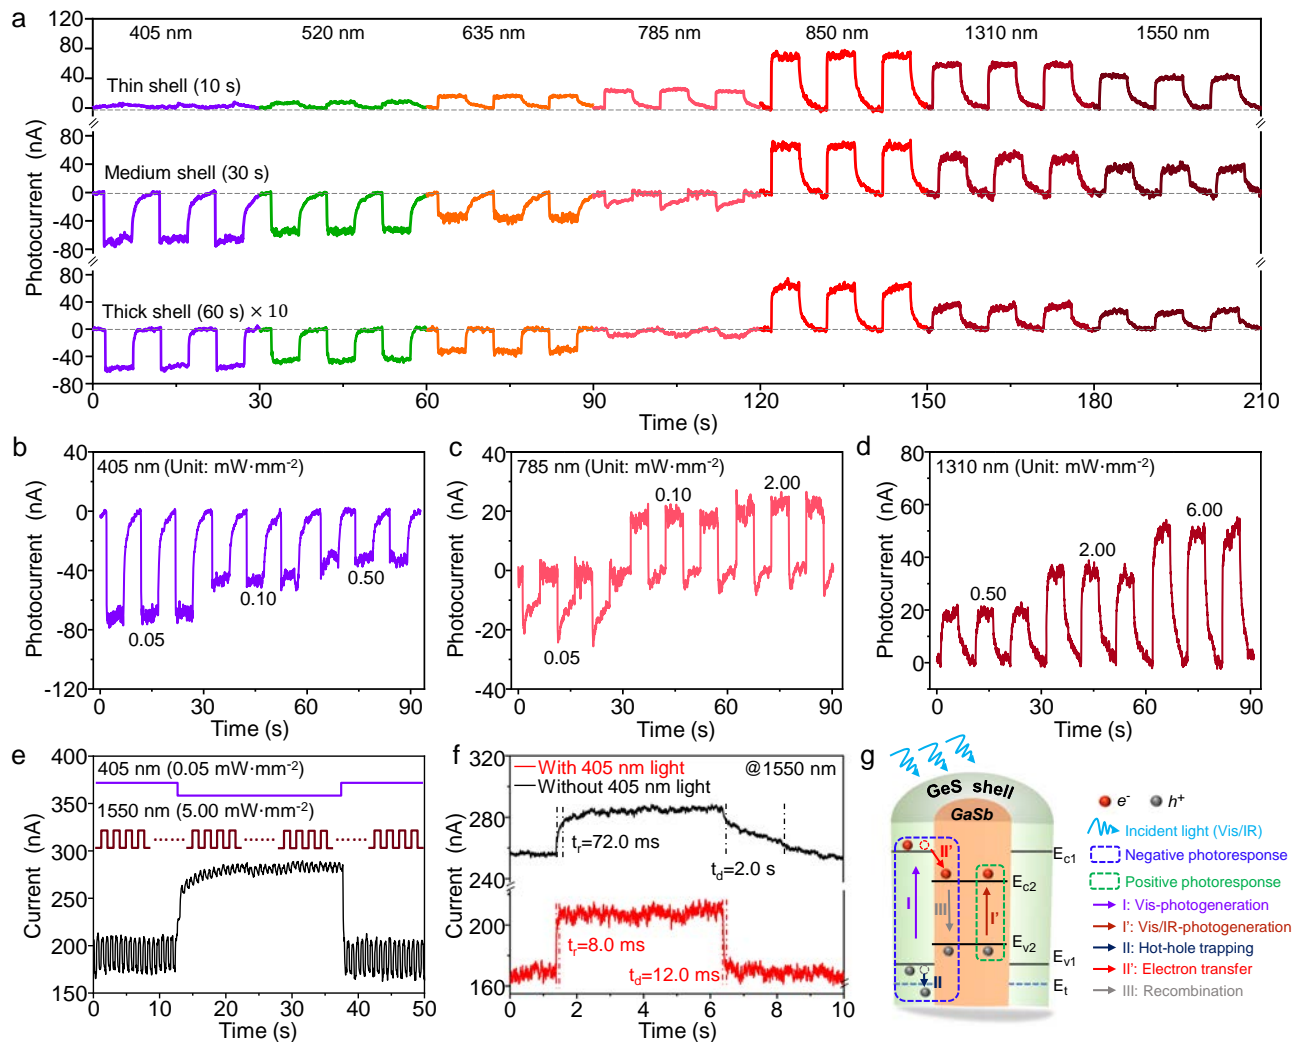 a
405 nm 520 nm 635 nm 785 nm 850 nm 1310 nm 1550 nm
Thin shell (10 s)
Medium shell (30 s)
Thick shell (60 s) × 10
Photocurrent (nA)
120
80
40
0
80
40
0
-40
-80
80
40
0
-40
-80
0 30 60 90 120 150 180 210
Time (s)
b
405 nm (Unit: mW·mm-2)
Photocurrent (nA)
0
-40
-80
-120
0.05
0.10
0.50
0 30 60 90
Time (s)
c
785 nm (Unit: mW·mm-2)
Photocurrent (nA)
40
20
0
-20
-40
0.05
0.10
2.00
0 30 60 90
Time (s)
d
1310 nm (Unit: mW·mm-2)
Photocurrent (nA)
80
60
40
20
0
0.50
2.00
6.00
0 30 60 90
Time (s)
e
405 nm (0.05 mW·mm-2)
1550 nm (5.00 mW·mm-2)
Current (nA)
400
350
300
250
200
150
0 10 20 30 40 50
Time (s)
f
With 405 nm light
Without 405 nm light
@1550 nm
Current (nA)
320
280
240
200
160
tr=72.0 ms
td=2.0 s
tr=8.0 ms
td=12.0 ms
0 2 4 6 8 10
Time (s)
g
GeS shell
GaSb
I
II'
III
I'
II
Ec1
Ec2
Ev2
Ev1
Et
e- h+
Incident light (Vis/IR)
Negative photoresponse
Positive photoresponse
I: Vis-photogeneration
I': Vis/IR-photogeneration
II: Hot-hole trapping
II': Electron transfer
III: Recombination